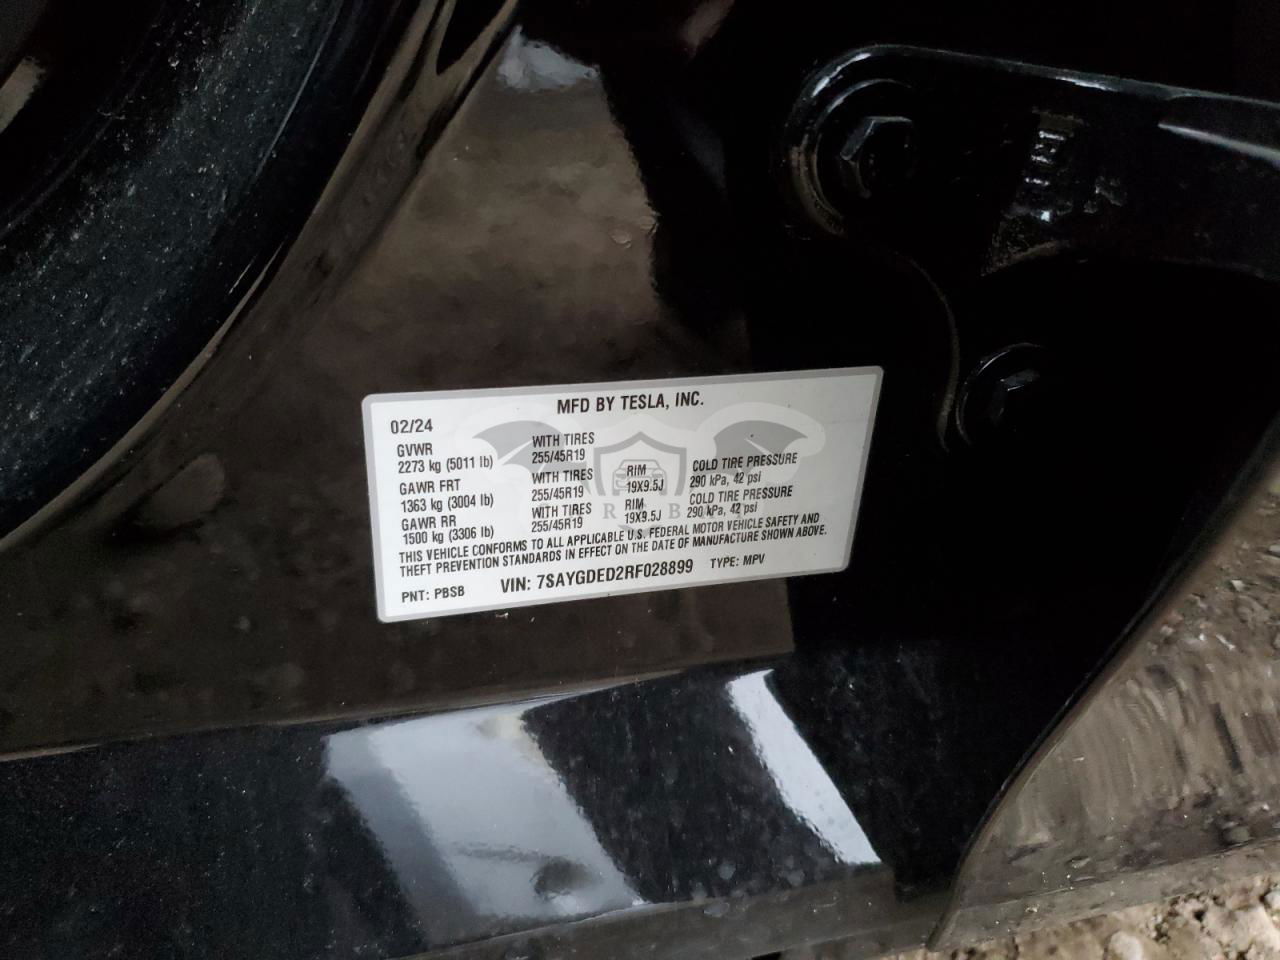 MFD BY TESLA, INC.
02/24
GVWR WITH TIRES
2273 kg (5011 lb) 255/45R19
GAWR FRT WITH TIRES RIM COLD TIRE PRESSURE
1363 kg (3004 lb) 255/45R19 19X9.5J 290 kPa, 42 psi
GAWR RR WITH TIRES RIM COLD TIRE PRESSURE
1500 kg (3306 lb) 255/45R19 19X9.5J 290 kPa, 42 psi
THIS VEHICLE CONFORMS TO ALL APPLICABLE U.S. FEDERAL MOTOR VEHICLE SAFETY AND
THEFT PREVENTION STANDARDS IN EFFECT ON THE DATE OF MANUFACTURE SHOWN ABOVE.
PNT: PBSB VIN: 7SAYGDED2RF028899 TYPE: MPV